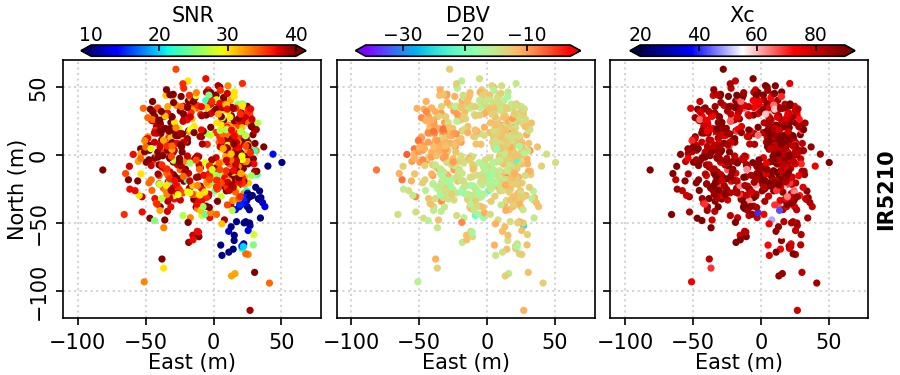 SNR
DBV
Xc
10 20 30 40
−30 −20 −10
20 40 60 80
50
0
−50
−100
North (m)
−100 −50 0 50
−100 −50 0 50
−100 −50 0 50
East (m)
East (m)
East (m)
IR5210